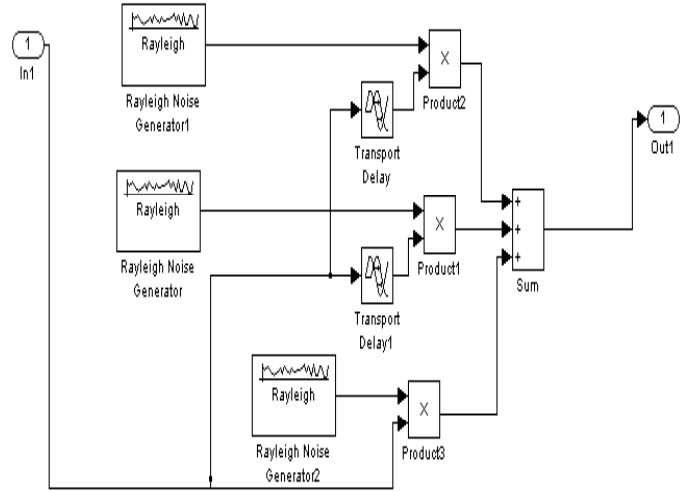 1
In1
Rayleigh
Rayleigh Noise
Generator1
X
Product2
Transport
Delay
1
Out1
Rayleigh
Rayleigh Noise
Generator
X
Product1
+
+
+
Sum
Transport
Delay1
Rayleigh
Rayleigh Noise
Generator2
X
Product3